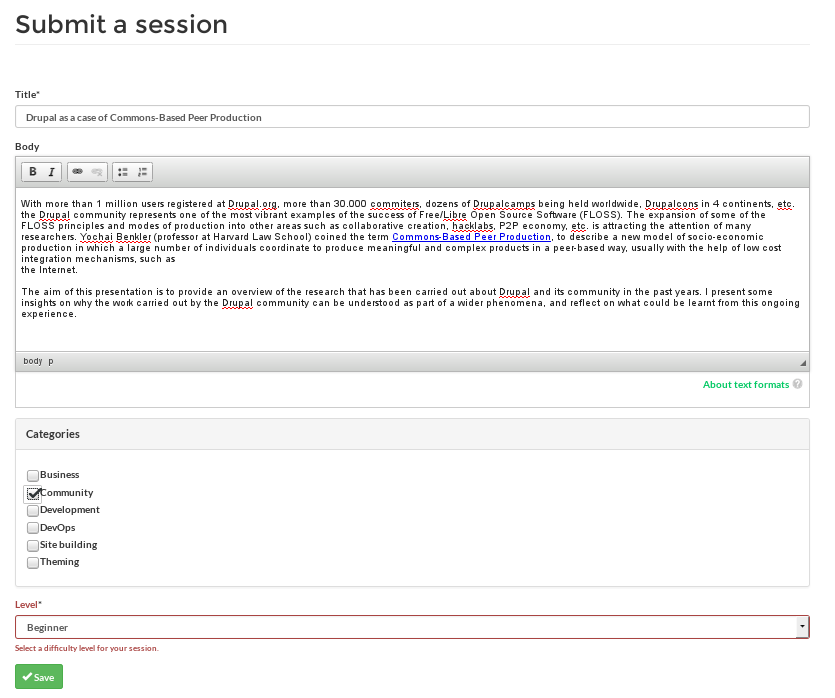 Submit a session
Title*
Drupal as a case of Commons-Based Peer Production
Body
B I
With more than 1 million users registered at Drupal.org, more than 30.000 commiters, dozens of Drupalcamps being held worldwide, Drupalcons in 4 continents, etc.
the Drupal community represents one of the most vibrant examples of the success of Free/Libre Open Source Software (FLOSS). The expansion of some of the
FLOSS principles and modes of production into other areas such as collaborative creation, hacklabs, P2P economy, etc. is attracting the attention of many
researchers. Yochai Benkler (professor at Harvard Law School) coined the term Commons-Based Peer Production, to describe a new model of socio-economic
production in which a large number of individuals coordinate to produce meaningful and complex products in a peer-based way, usually with the help of low cost
integration mechanisms, such as
the Internet.
The aim of this presentation is to provide an overview of the research that has been carried out about Drupal and its community in the past years. I present some
insights on why the work carried out by the Drupal community can be understood as part of a wider phenomena, and reflect on what could be learnt from this ongoing
experience.
body p
About text formats ?
Categories
Business
Community
Development
DevOps
Site building
Theming
Level*
Beginner
Select a difficulty level for your session.
Save